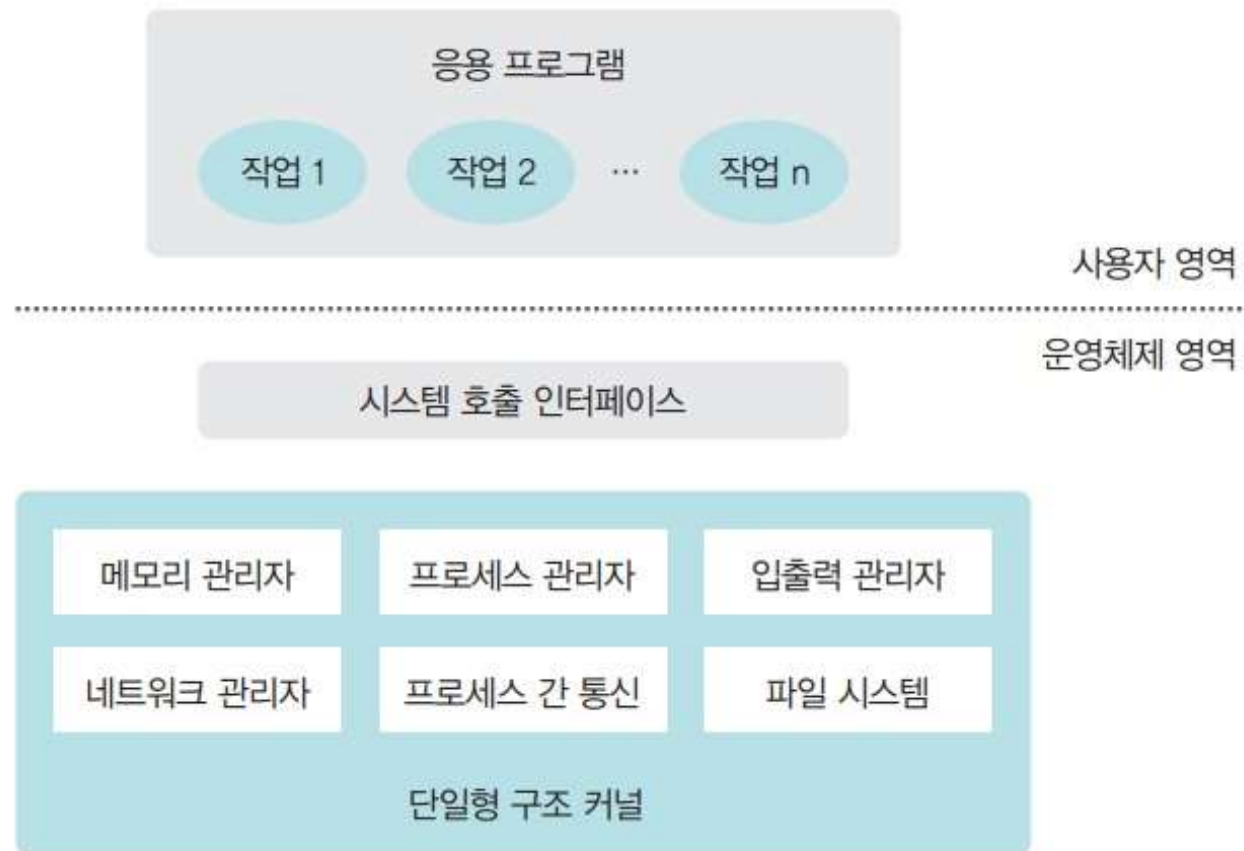 응용 프로그램
작업 1 작업 2 ··· 작업 n
사용자 영역
운영체제 영역
시스템 호출 인터페이스
메모리 관리자 프로세스 관리자 입출력 관리자
네트워크 관리자 프로세스 간 통신 파일 시스템
단일형 구조 커널